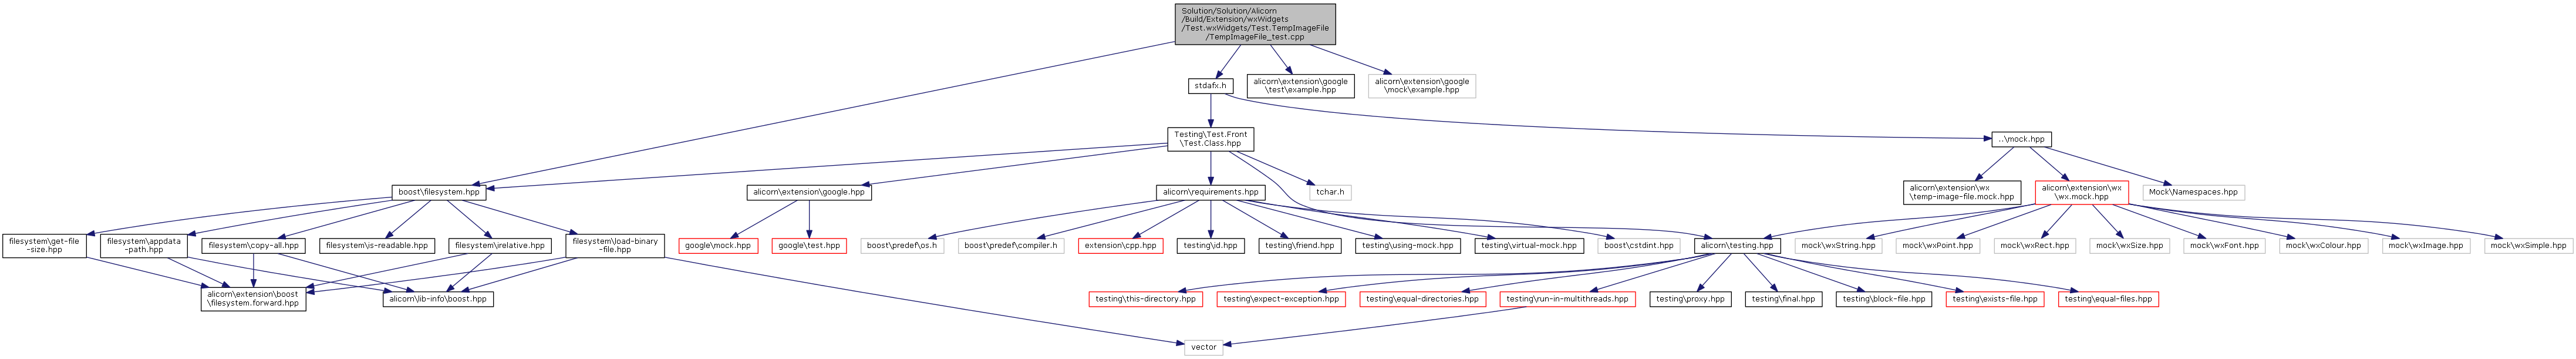 Solution/Solution/Alicorn
/Build/Extension/wxWidgets
/Test.wxWidgets/Test.TempImageFile
/TempImageFile_test.cpp
stdafx.h
alicorn\extension\google
\test\example.hpp
alicorn\extension\google
\mock\example.hpp
Testing\Test.Front
\Test.Class.hpp
..\mock.hpp
boost\filesystem.hpp
alicorn\extension\google.hpp
alicorn\requirements.hpp
tchar.h
alicorn\extension\wx
\temp-image-file.mock.hpp
alicorn\extension\wx
\wx.mock.hpp
Mock\Namespaces.hpp
filesystem\get-file
-size.hpp
filesystem\appdata
-path.hpp
filesystem\copy-all.hpp
filesystem\is-readable.hpp
filesystem\relative.hpp
filesystem\load-binary
-file.hpp
google\mock.hpp
google\test.hpp
boost\predef\os.h
boost\predef\compiler.h
extension\cpp.hpp
testing\id.hpp
testing\friend.hpp
testing\using-mock.hpp
testing\virtual-mock.hpp
boost\cstdint.hpp
alicorn\testing.hpp
mock\wxString.hpp
mock\wxPoint.hpp
mock\wxRect.hpp
mock\wxSize.hpp
mock\wxFont.hpp
mock\wxColour.hpp
mock\wxImage.hpp
mock\wxSimple.hpp
alicorn\extension\boost
\filesystem.forward.hpp
alicorn\lib-info\boost.hpp
testing\this-directory.hpp
testing\expect-exception.hpp
testing\equal-directories.hpp
testing\run-in-multithreads.hpp
testing\proxy.hpp
testing\final.hpp
testing\block-file.hpp
testing\exists-file.hpp
testing\equal-files.hpp
vector